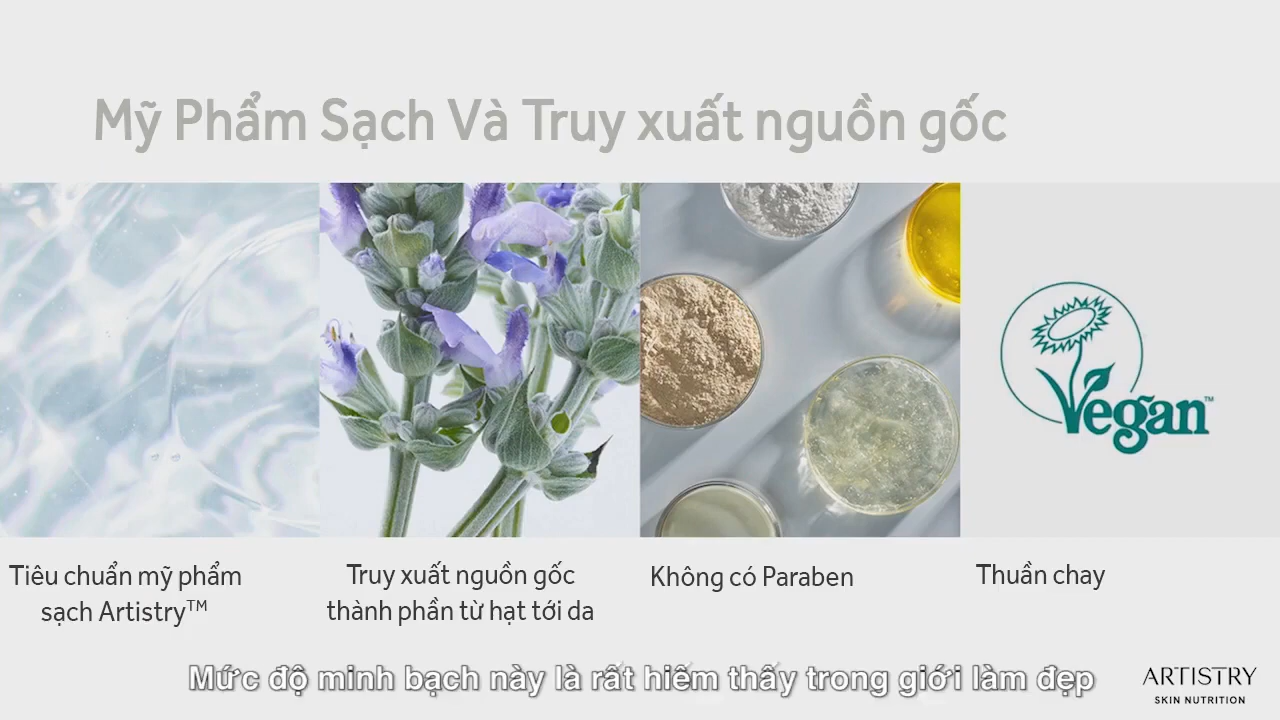 Mỹ Phẩm Sạch Và Truy xuất nguồn gốc
Vegan™
Tiêu chuẩn mỹ phẩm
sạch Artistry™
Truy xuất nguồn gốc
thành phần từ hạt tới da
Không có Paraben
Thuần chay
Mức độ minh bạch này là rất hiếm thấy trong giới làm đẹp
ARTISTRY
SKIN NUTRITION